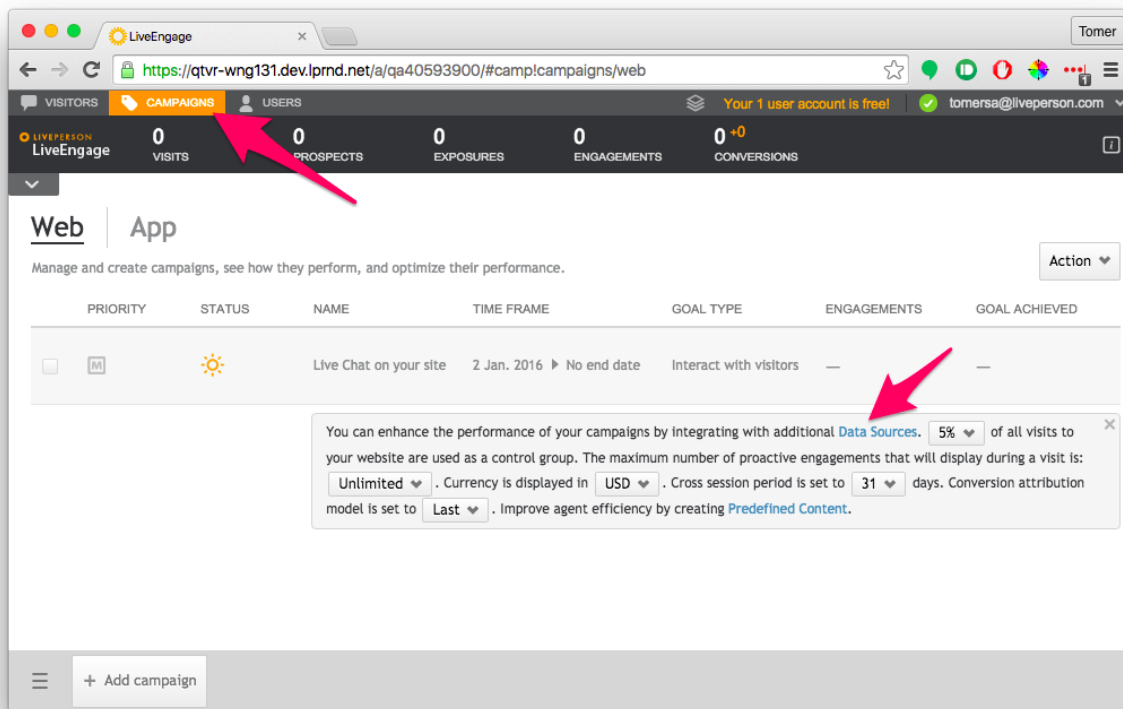 LiveEngage
Tomer
https://qtvr-wng131.dev.lprnd.net/a/qa40593900/#camp!campaigns/web
1
VISITORS CAMPAIGNS USERS Your 1 user account is free! tomersa@liveperson.com
LIVEPERSON
LiveEngage
0 0 0 0 0 +0
VISITS PROSPECTS EXPOSURES ENGAGEMENTS CONVERSIONS
i
Web App
Manage and create campaigns, see how they perform, and optimize their performance.
Action
PRIORITY STATUS NAME TIME FRAME GOAL TYPE ENGAGEMENTS GOAL ACHIEVED
M Live Chat on your site 2 Jan. 2016 No end date Interact with visitors — —
You can enhance the performance of your campaigns by integrating with additional Data Sources. 5% of all visits to
your website are used as a control group. The maximum number of proactive engagements that will display during a visit is:
Unlimited . Currency is displayed in USD . Cross session period is set to 31 days. Conversion attribution
model is set to Last . Improve agent efficiency by creating Predefined Content.
+ Add campaign